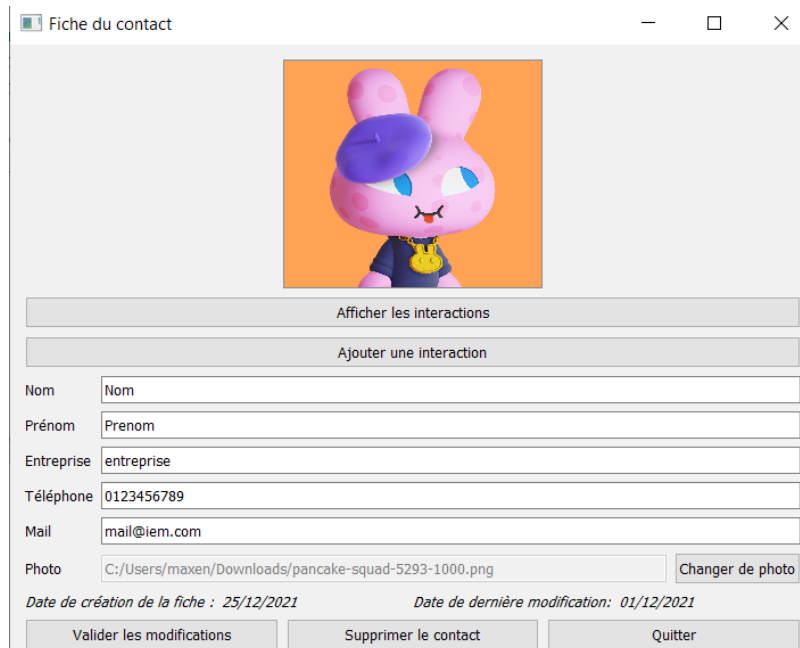 Fiche du contact
Afficher les interactions
Ajouter une interaction
Nom Nom
Prénom Prenom
Entreprise entreprise
Téléphone 0123456789
Mail mail@iem.com
Photo C:/Users/maxen/Downloads/pancake-squad-5293-1000.png Changer de photo
Date de création de la fiche : 25/12/2021 Date de dernière modification: 01/12/2021
Valider les modifications Supprimer le contact Quitter